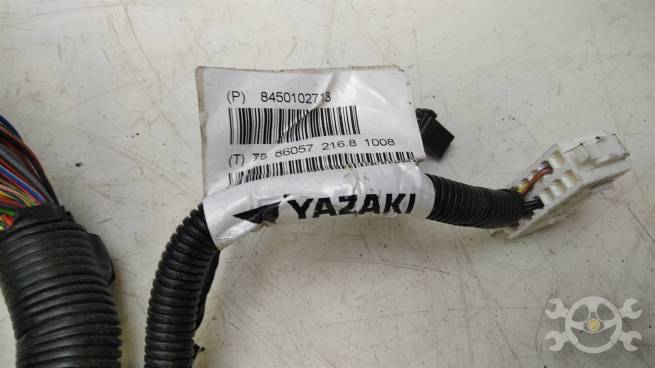 (P) 8450102718
(T) 75 86057 216.8 1008
YAZAKI